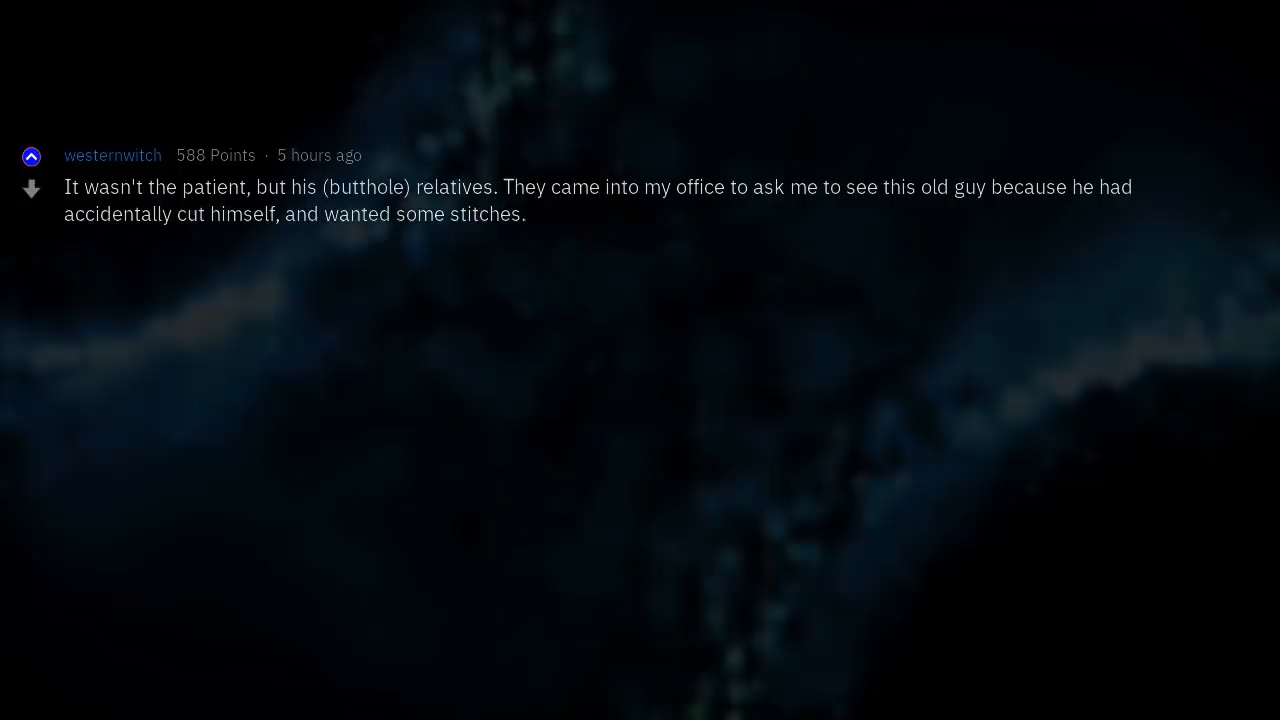 westernwitch 588 Points · 5 hours ago
It wasn't the patient, but his (butthole) relatives. They came into my office to ask me to see this old guy because he had
accidentally cut himself, and wanted some stitches.